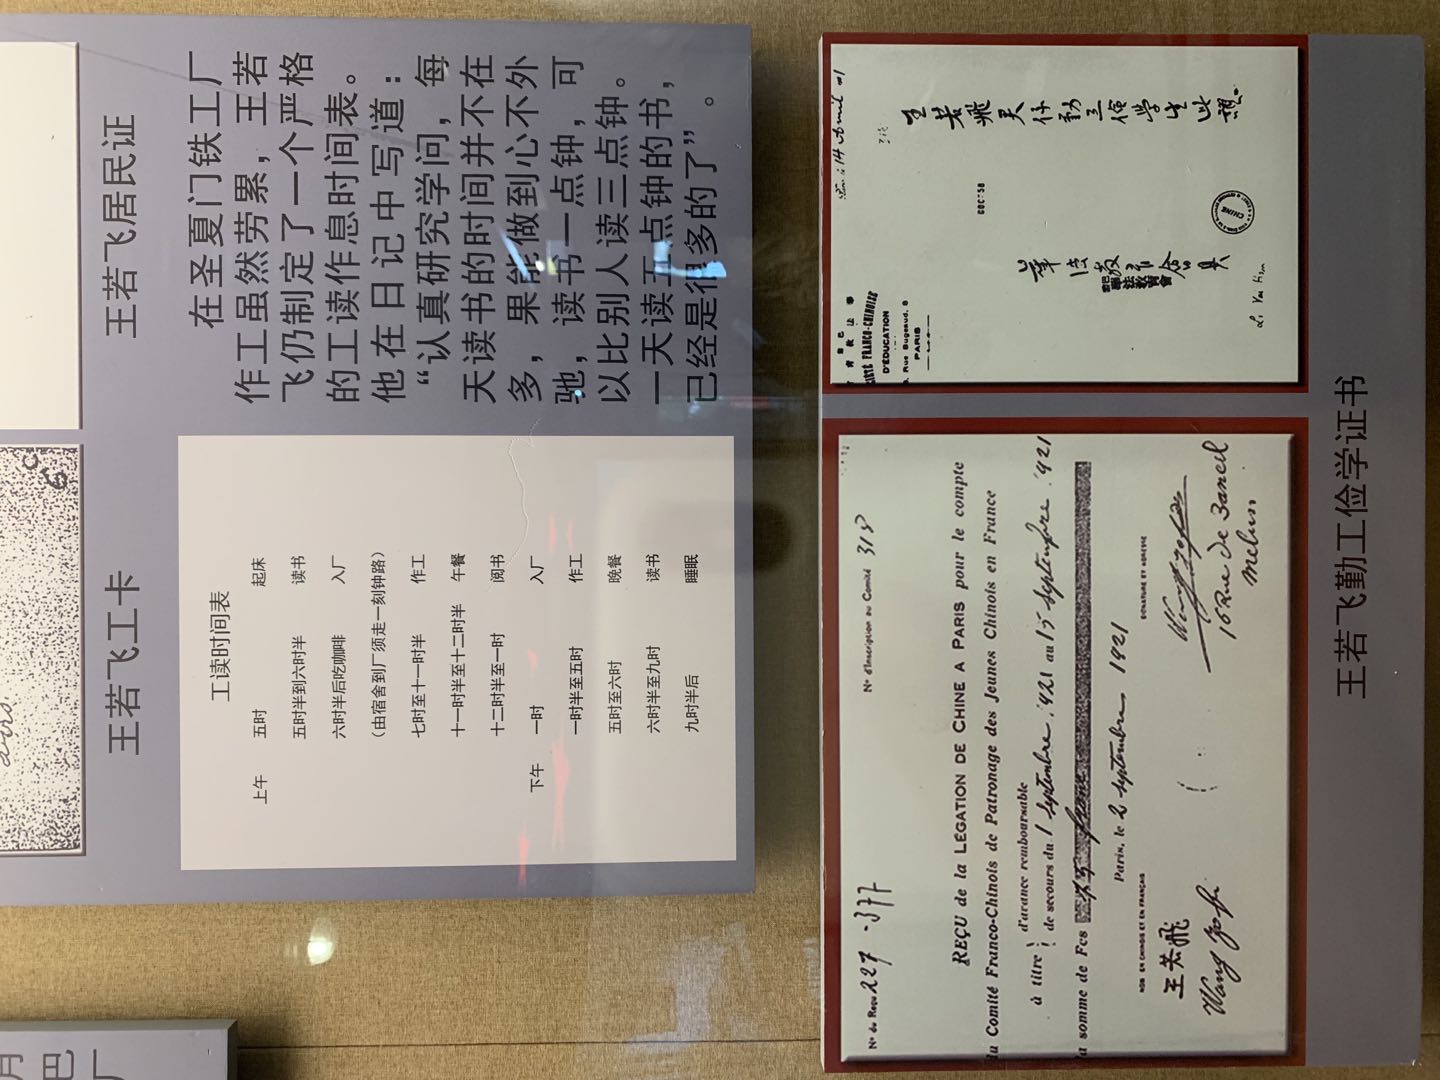 月
巴
厂
王若飞工卡
王若飞居民证
工读时间表
上午 五时 起床
五时半到六时半 读书
六时半后吃咖啡 入厂
（由宿舍到厂须走一刻钟路）
七时至十一时半 作工
十一时半至十二时半 午餐
十二时半至一时 阅书
下午 一时 入厂
一时半至五时 作工
五时至六时 晚餐
六时半至九时 读书
九时半后 睡眠
在圣夏门铁工厂
作工虽然劳累，王若
飞仍制定了一个严格
的工读作息时间表。
他在日记中写道：
“认真研究学问，每
天读书的时间并不在
多，果能做到心不外
驰，读书一点钟，可
以比别人读三点钟。
一天读五点钟的书，
已经是很多的了”。
Nº du Reçu 227 -377
Nº d'Inscription au Comité 318
REÇU de la LÉGATION DE CHINE A PARIS pour le compte
du Comité Franco-Chinois de Patronage des Jeunes Chinois en France
à titre
d'avance remboursable
de secours du 1 Septembre 1921 au 15 Septembre 1921
la somme de Fcs 75 franc
Paris, le 2 septembre 1921
NOM EN CHINOIS ET EN FRANÇAIS
SIGNATURE ET ADRESSE
王若飛
Wang Jo fi
16 Rue de Bancel
Melun
14 Avril
華法教育會
FRANCO-CHINOISE
D'ÉDUCATION
Rue Bugeaud, 8
PARIS
王若飛君係勤工儉學生此證
華法教育會具
華法教育會
CHINE
王若飞勤工俭学证书